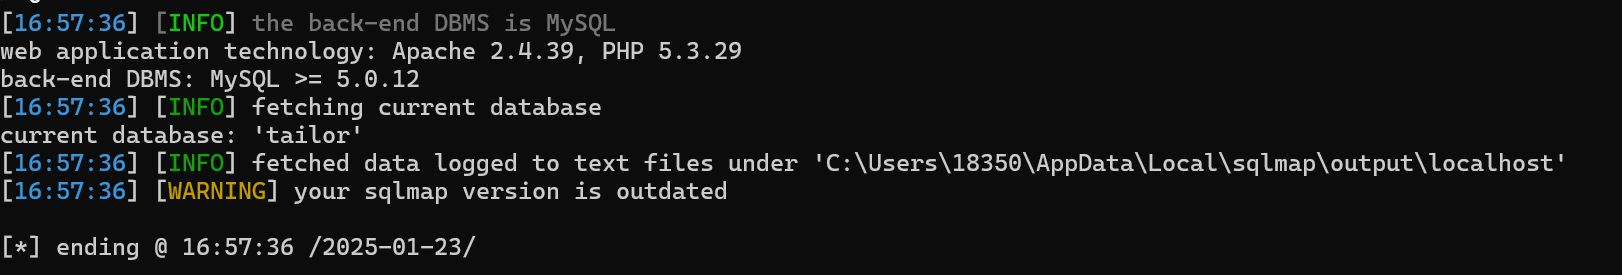 [16:57:36] [INFO] the back-end DBMS is MySQL
web application technology: Apache 2.4.39, PHP 5.3.29
back-end DBMS: MySQL >= 5.0.12
[16:57:36] [INFO] fetching current database
current database: 'tailor'
[16:57:36] [INFO] fetched data logged to text files under 'C:\Users\18350\AppData\Local\sqlmap\output\localhost'
[16:57:36] [WARNING] your sqlmap version is outdated
[*] ending @ 16:57:36 /2025-01-23/